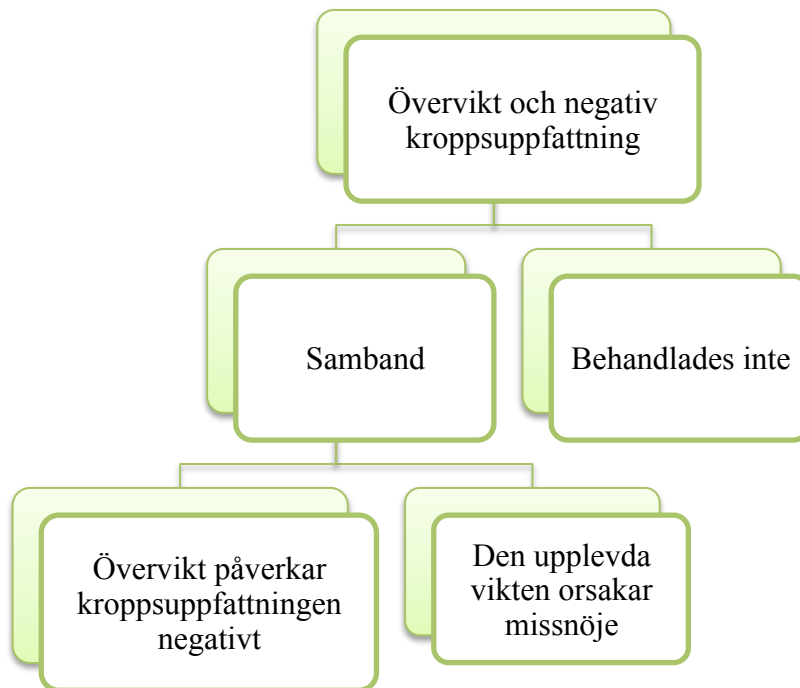 Övervikt och negativ
kroppsuppfattning
Samband
Behandlades inte
Övervikt påverkar
kroppsuppfattningen
negativt
Den upplevda
vikten orsakar
missnöje